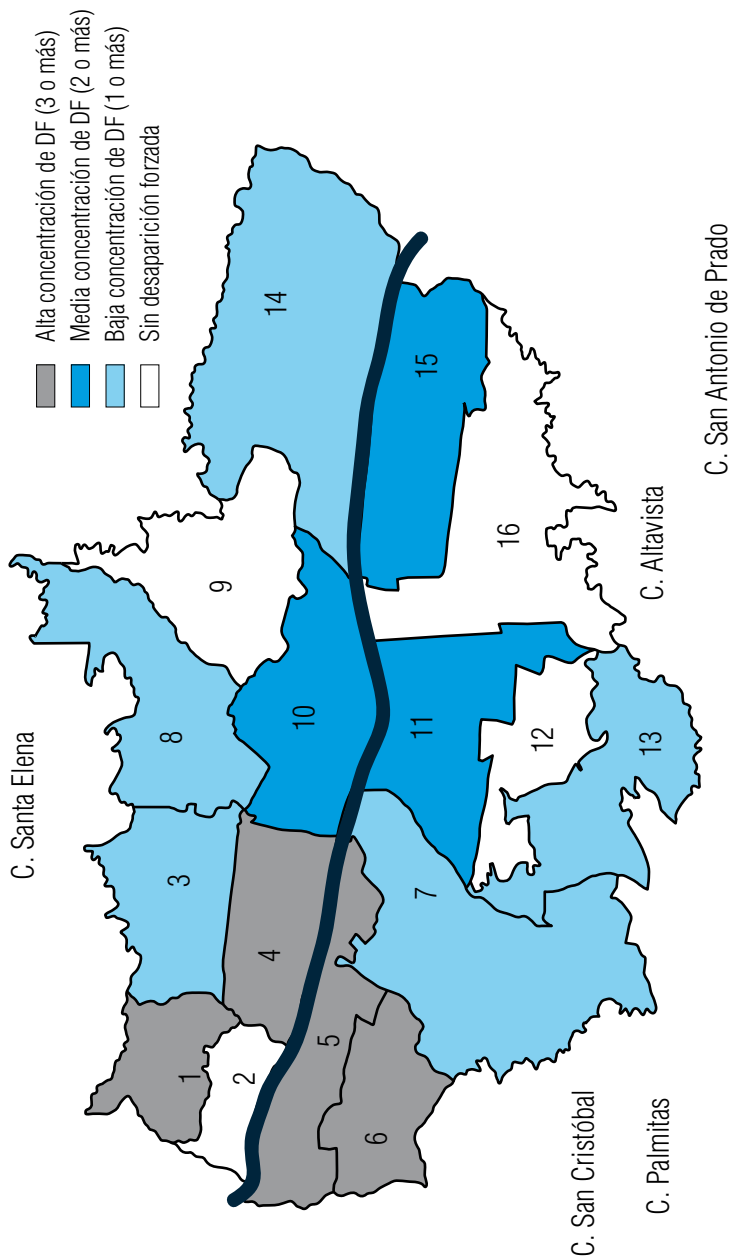 Alta concentración de DF (3 o más)
Media concentración de DF (2 o más)
Baja concentración de DF (1 o más)
Sin desaparición forzada
C. Santa Elena
1
2
3
4
5
6
7
8
9
10
11
12
13
14
15
16
C. San Cristóbal
C. Palmitas
C. Altavista
C. San Antonio de Prado